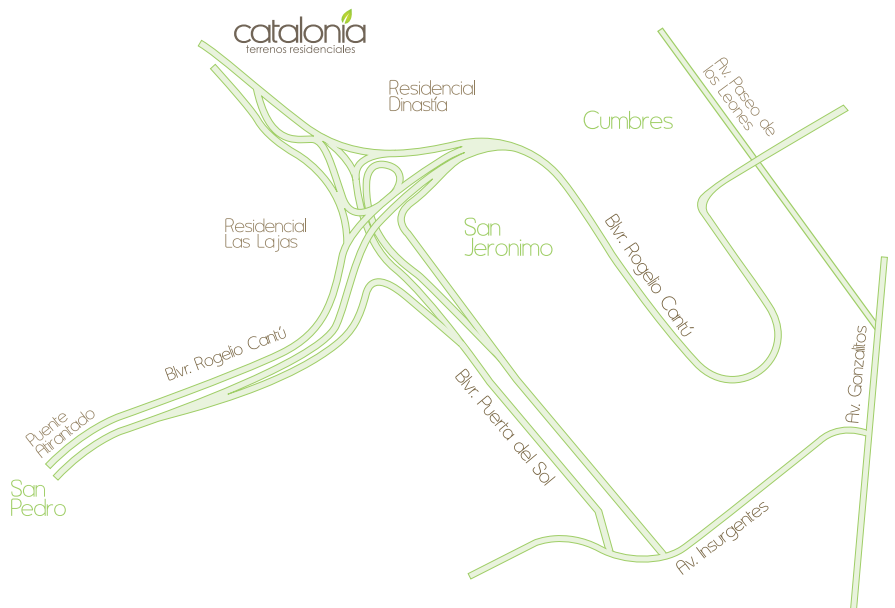 catalonia
terrenos residenciales
Residencial
Dinastía
Cumbres
Av. Paseo de
los Leones
Residencial
Las Lajas
San
Jeronimo
Blvr. Rogelio Cantú
Blvr. Rogelio Cantú
Av. Gonzalitos
Blvr. Puerta del Sol
Puente
Atirantado
San
Pedro
Av. Insurgentes